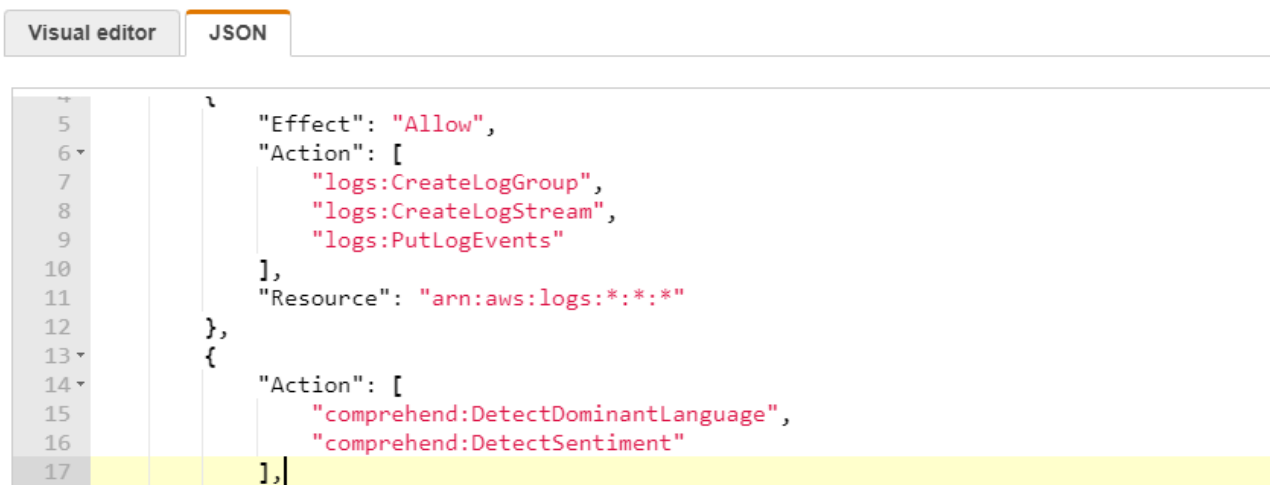 Visual editor JSON
4 {
5 "Effect": "Allow",
6 "Action": [
7 "logs:CreateLogGroup",
8 "logs:CreateLogStream",
9 "logs:PutLogEvents"
10 ],
11 "Resource": "arn:aws:logs:*:*:*"
12 },
13 {
14 "Action": [
15 "comprehend:DetectDominantLanguage",
16 "comprehend:DetectSentiment"
17 ],